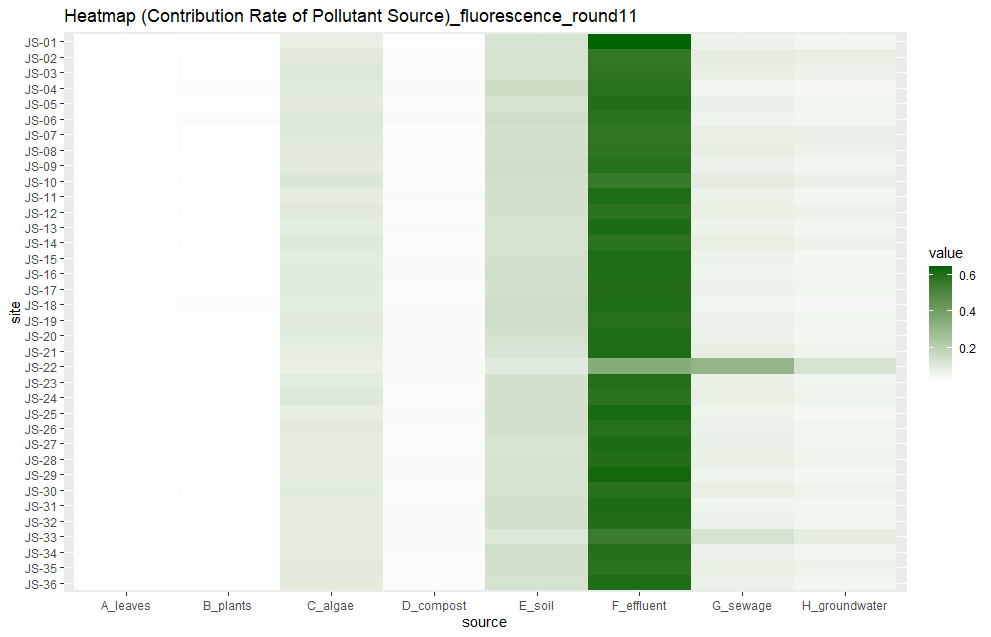 Heatmap (Contribution Rate of Pollutant Source)_fluorescence_round11
site
JS-01
JS-02
JS-03
JS-04
JS-05
JS-06
JS-07
JS-08
JS-09
JS-10
JS-11
JS-12
JS-13
JS-14
JS-15
JS-16
JS-17
JS-18
JS-19
JS-20
JS-21
JS-22
JS-23
JS-24
JS-25
JS-26
JS-27
JS-28
JS-29
JS-30
JS-31
JS-32
JS-33
JS-34
JS-35
JS-36
A_leaves B_plants C_algae D_compost E_soil F_effluent G_sewage H_groundwater
source
value
0.6
0.4
0.2